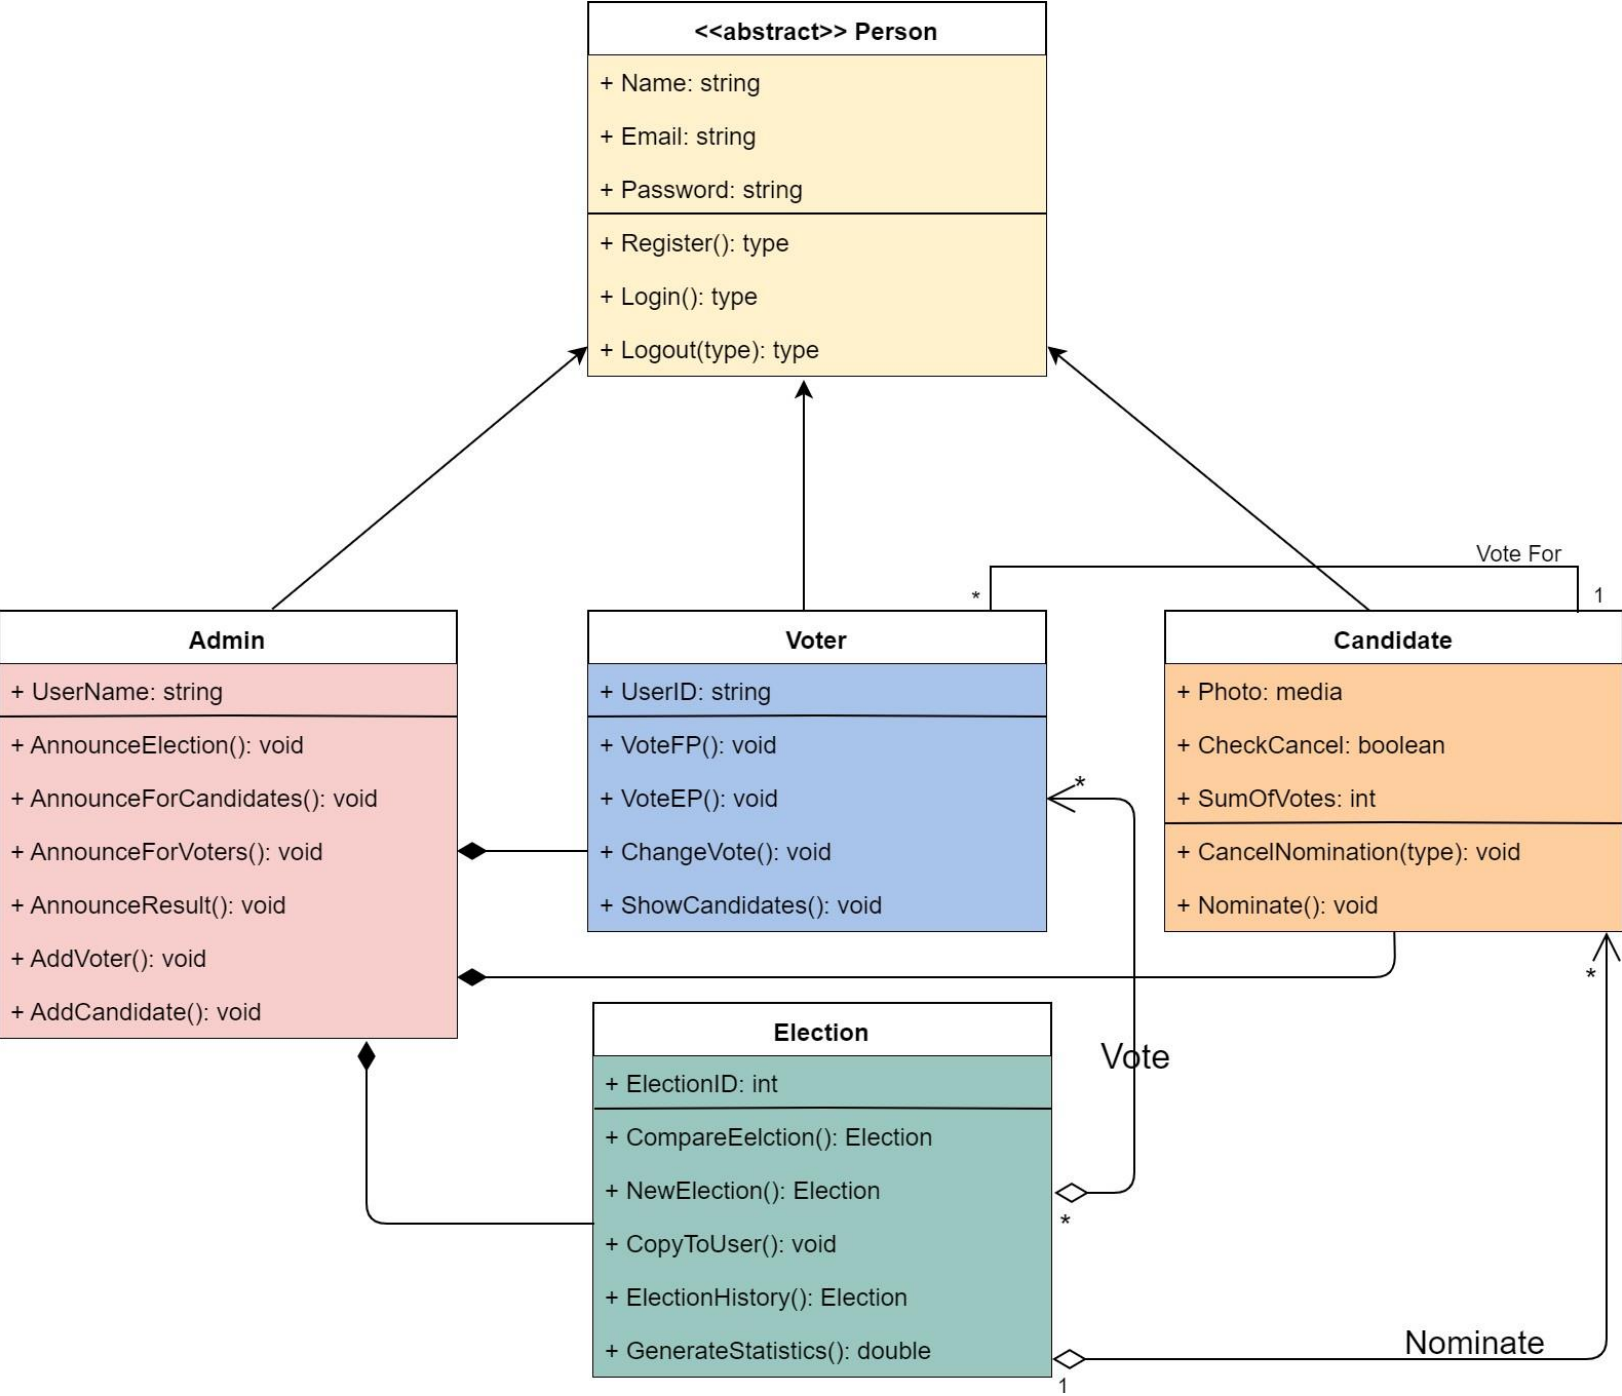 <<abstract>> Person
+ Name: string
+ Email: string
+ Password: string
+ Register(): type
+ Login(): type
+ Logout(type): type
Vote For
*
1
Admin
+ UserName: string
+ AnnounceElection(): void
+ AnnounceForCandidates(): void
+ AnnounceForVoters(): void
+ AnnounceResult(): void
+ AddVoter(): void
+ AddCandidate(): void
Voter
+ UserID: string
+ VoteFP(): void
+ VoteEP(): void
+ ChangeVote(): void
+ ShowCandidates(): void
*
Candidate
+ Photo: media
+ CheckCancel: boolean
+ SumOfVotes: int
+ CancelNomination(type): void
+ Nominate(): void
*
Election
+ ElectionID: int
+ CompareEelction(): Election
+ NewElection(): Election
+ CopyToUser(): void
+ ElectionHistory(): Election
+ GenerateStatistics(): double
Vote
*
Nominate
1